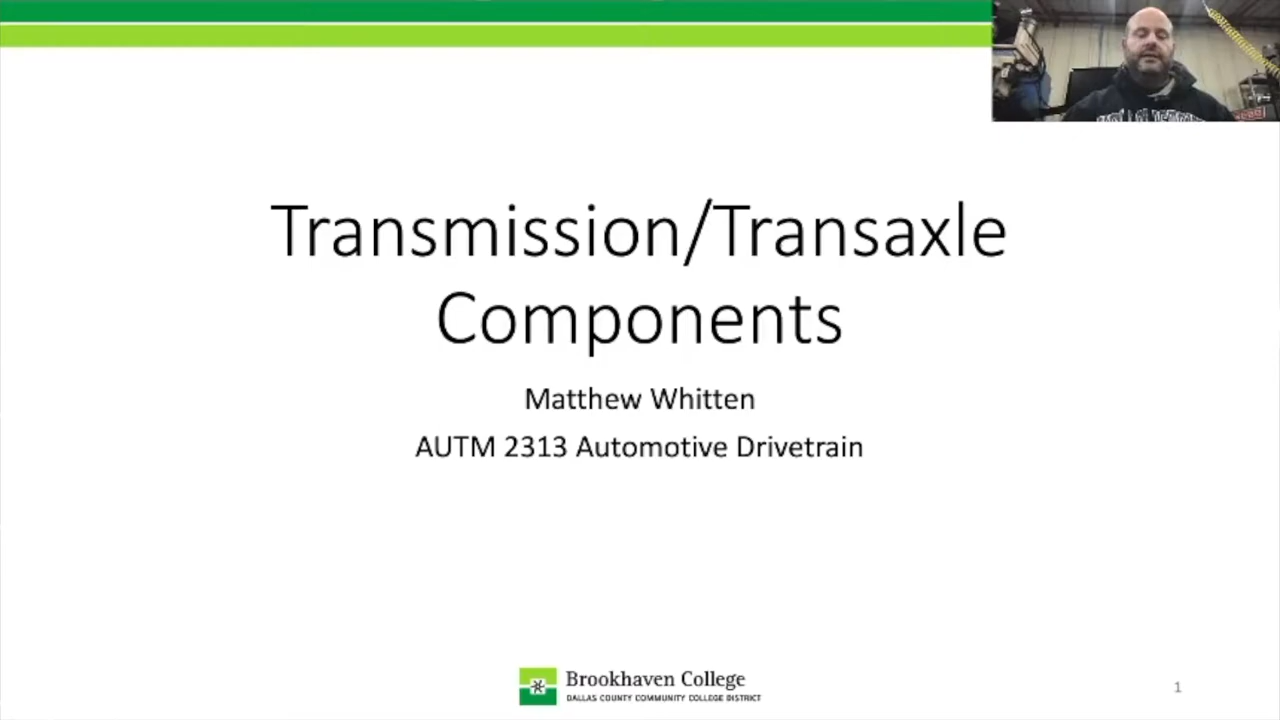 Transmission/Transaxle
Components
Matthew Whitten
AUTM 2313 Automotive Drivetrain
Brookhaven College
DALLAS COUNTY COMMUNITY COLLEGE DISTRICT
1